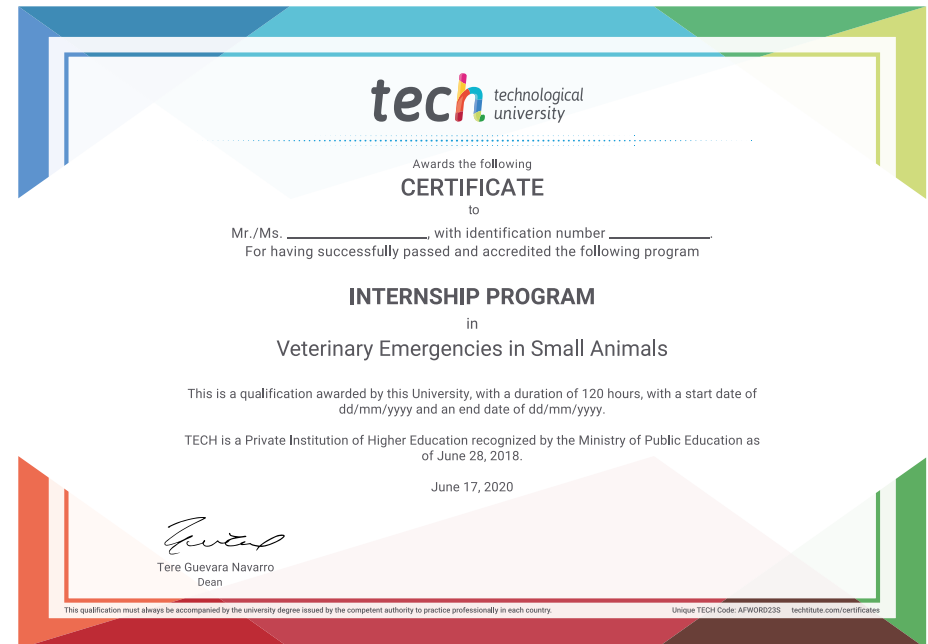 tech technological
university
Awards the following
CERTIFICATE
to
Mr./Ms. ____________________, with identification number ______________.
For having successfully passed and accredited the following program
INTERNSHIP PROGRAM
in
Veterinary Emergencies in Small Animals
This is a qualification awarded by this University, with a duration of 120 hours, with a start date of
dd/mm/yyyy and an end date of dd/mm/yyyy.
TECH is a Private Institution of Higher Education recognized by the Ministry of Public Education as
of June 28, 2018.
June 17, 2020
Tere Guevara Navarro
Dean
This qualification must always be accompanied by the university degree issued by the competent authority to practice professionally in each country. Unique TECH Code: AFWORD23S techtitute.com/certificates